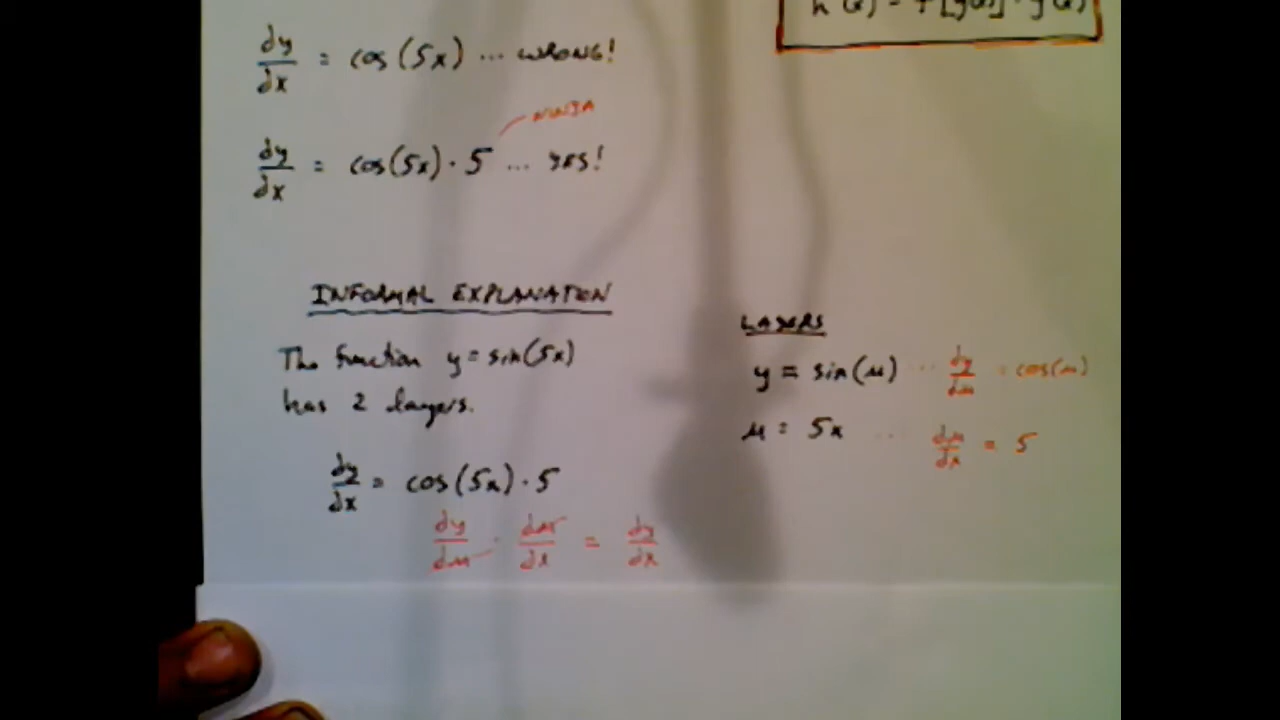 dy/dx = cos(5x) ... WRONG!
NINJA
dy/dx = cos(5x) · 5 ... YES!
INFORMAL EXPLANATION
The function y = sin(5x)
has 2 layers.
dy/dx = cos(5x) · 5
dy/du · du/dx = dy/dx
LAYERS
y = sin(u) ... dy/du = cos(u)
u = 5x ... du/dx = 5